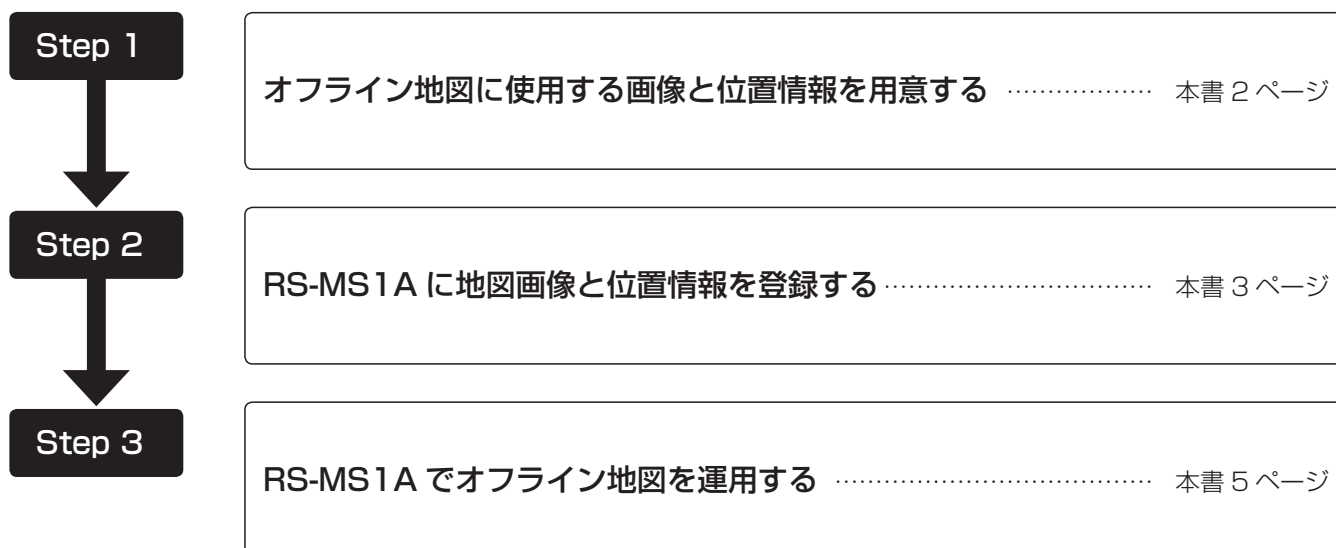 Step 1
オフライン地図に使用する画像と位置情報を用意する ……………… 本書 2 ページ
Step 2
RS-MS1A に地図画像と位置情報を登録する …………………………… 本書 3 ページ
Step 3
RS-MS1A でオフライン地図を運用する ………………………………… 本書 5 ページ